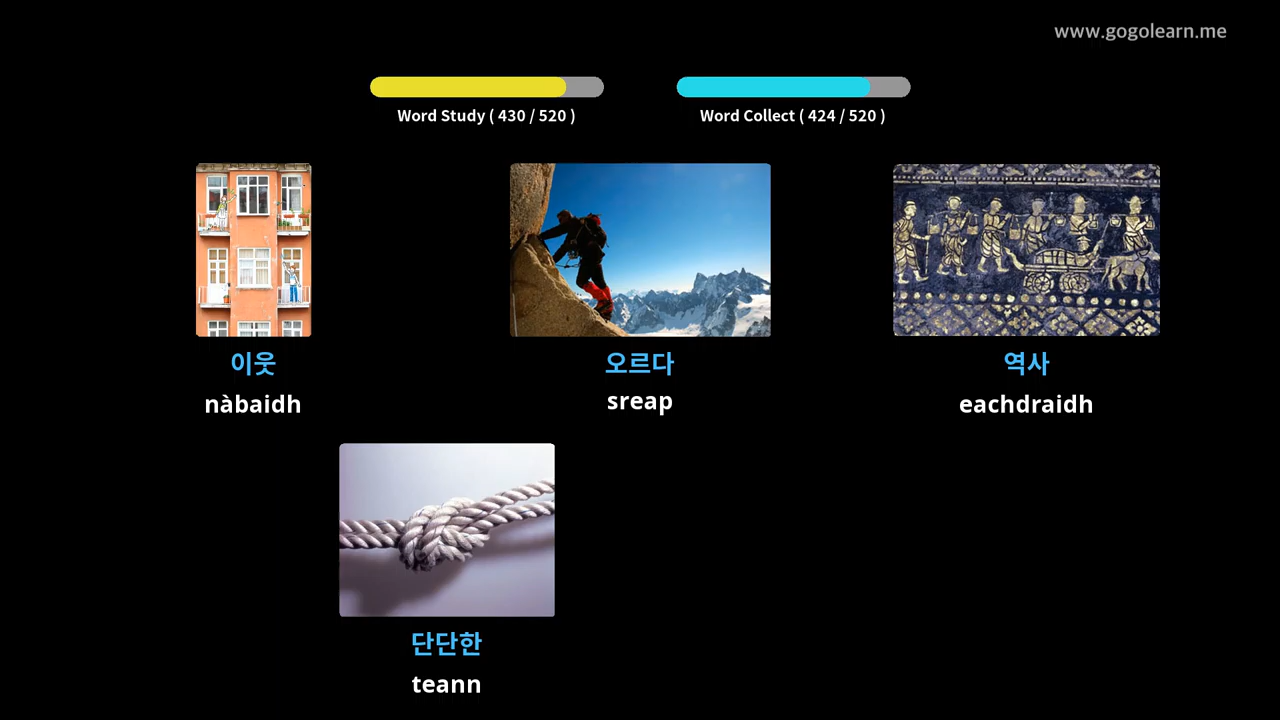 www.gogolearn.me
Word Study ( 430 / 520 )
Word Collect ( 424 / 520 )
이웃
nàbaidh
오르다
sreap
역사
eachdraidh
단단한
teann